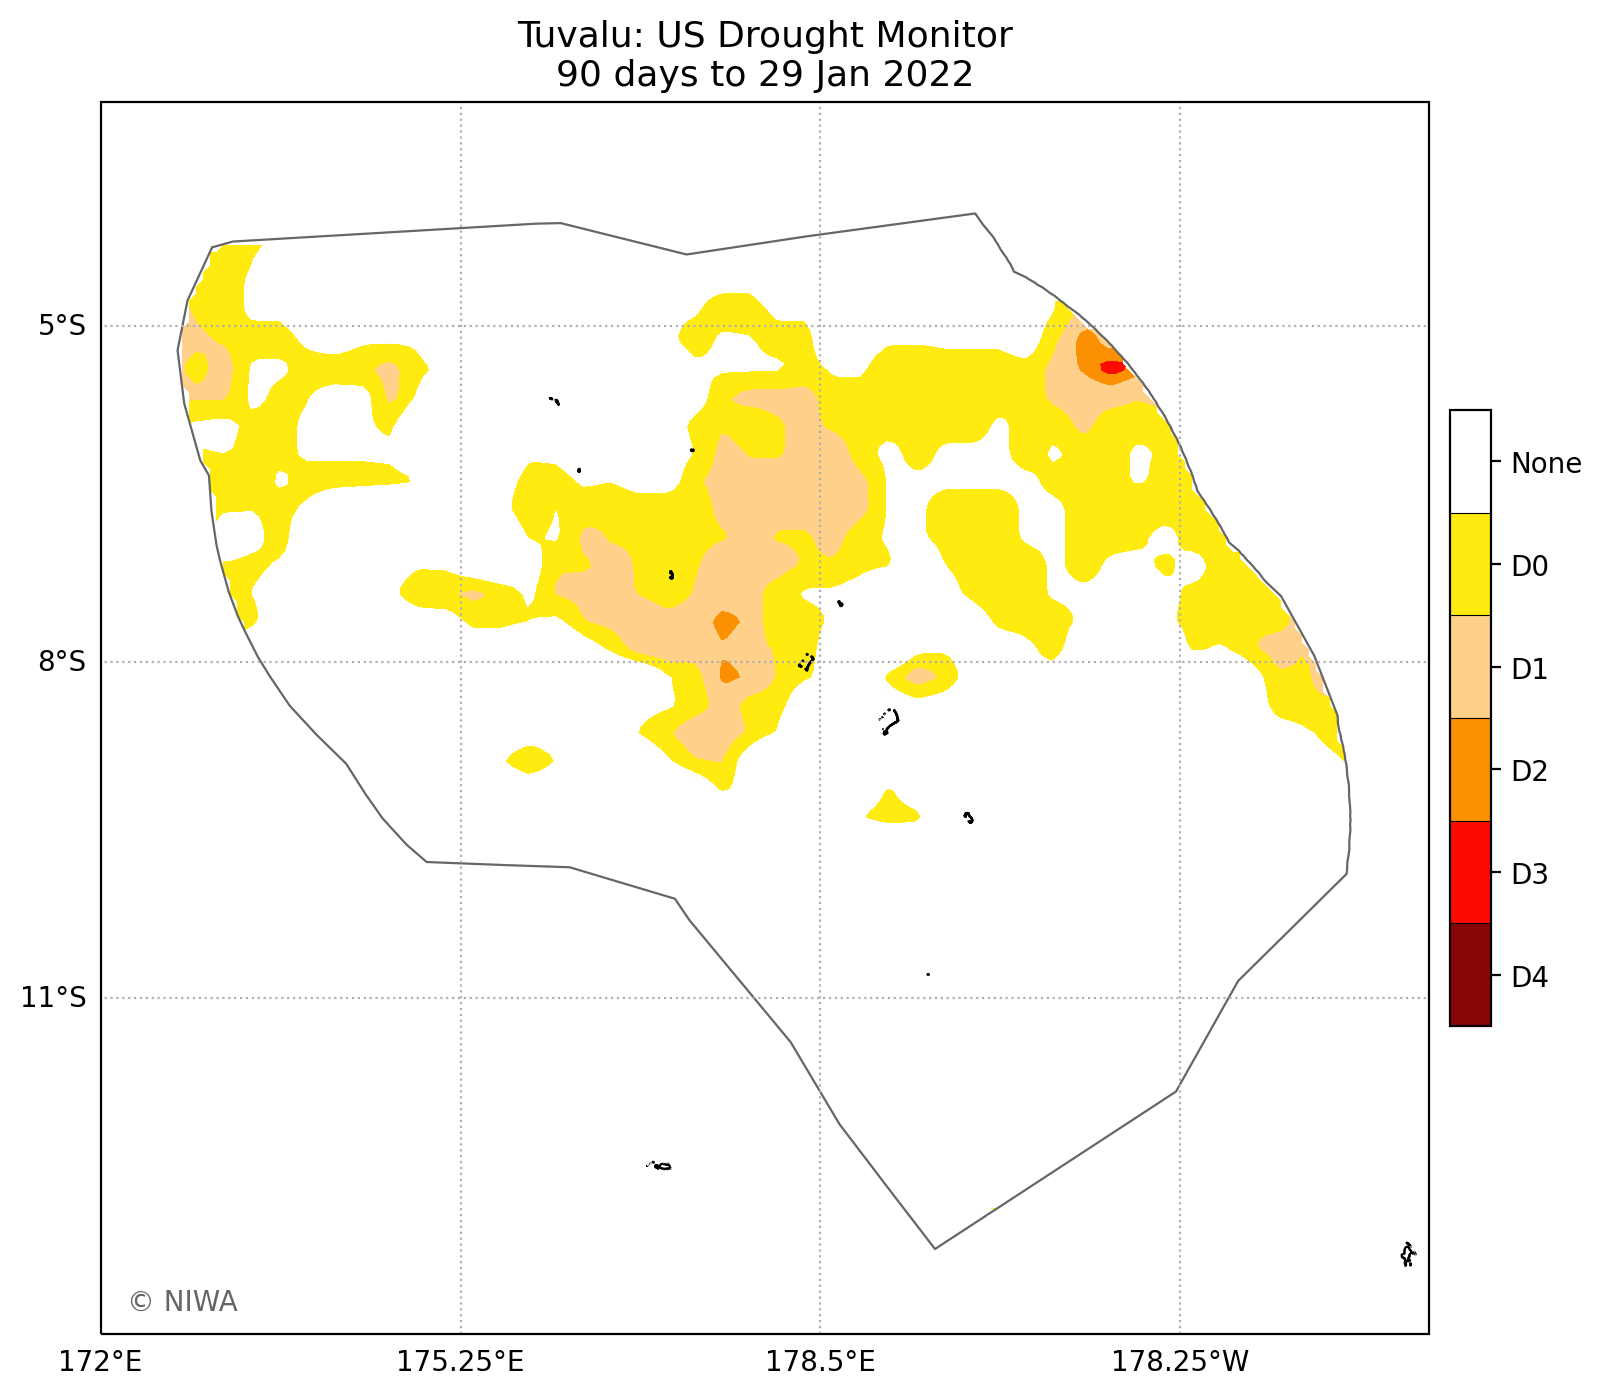 Tuvalu: US Drought Monitor
90 days to 29 Jan 2022
5°S
8°S
11°S
172°E
175.25°E
178.5°E
178.25°W
None
D0
D1
D2
D3
D4
© NIWA